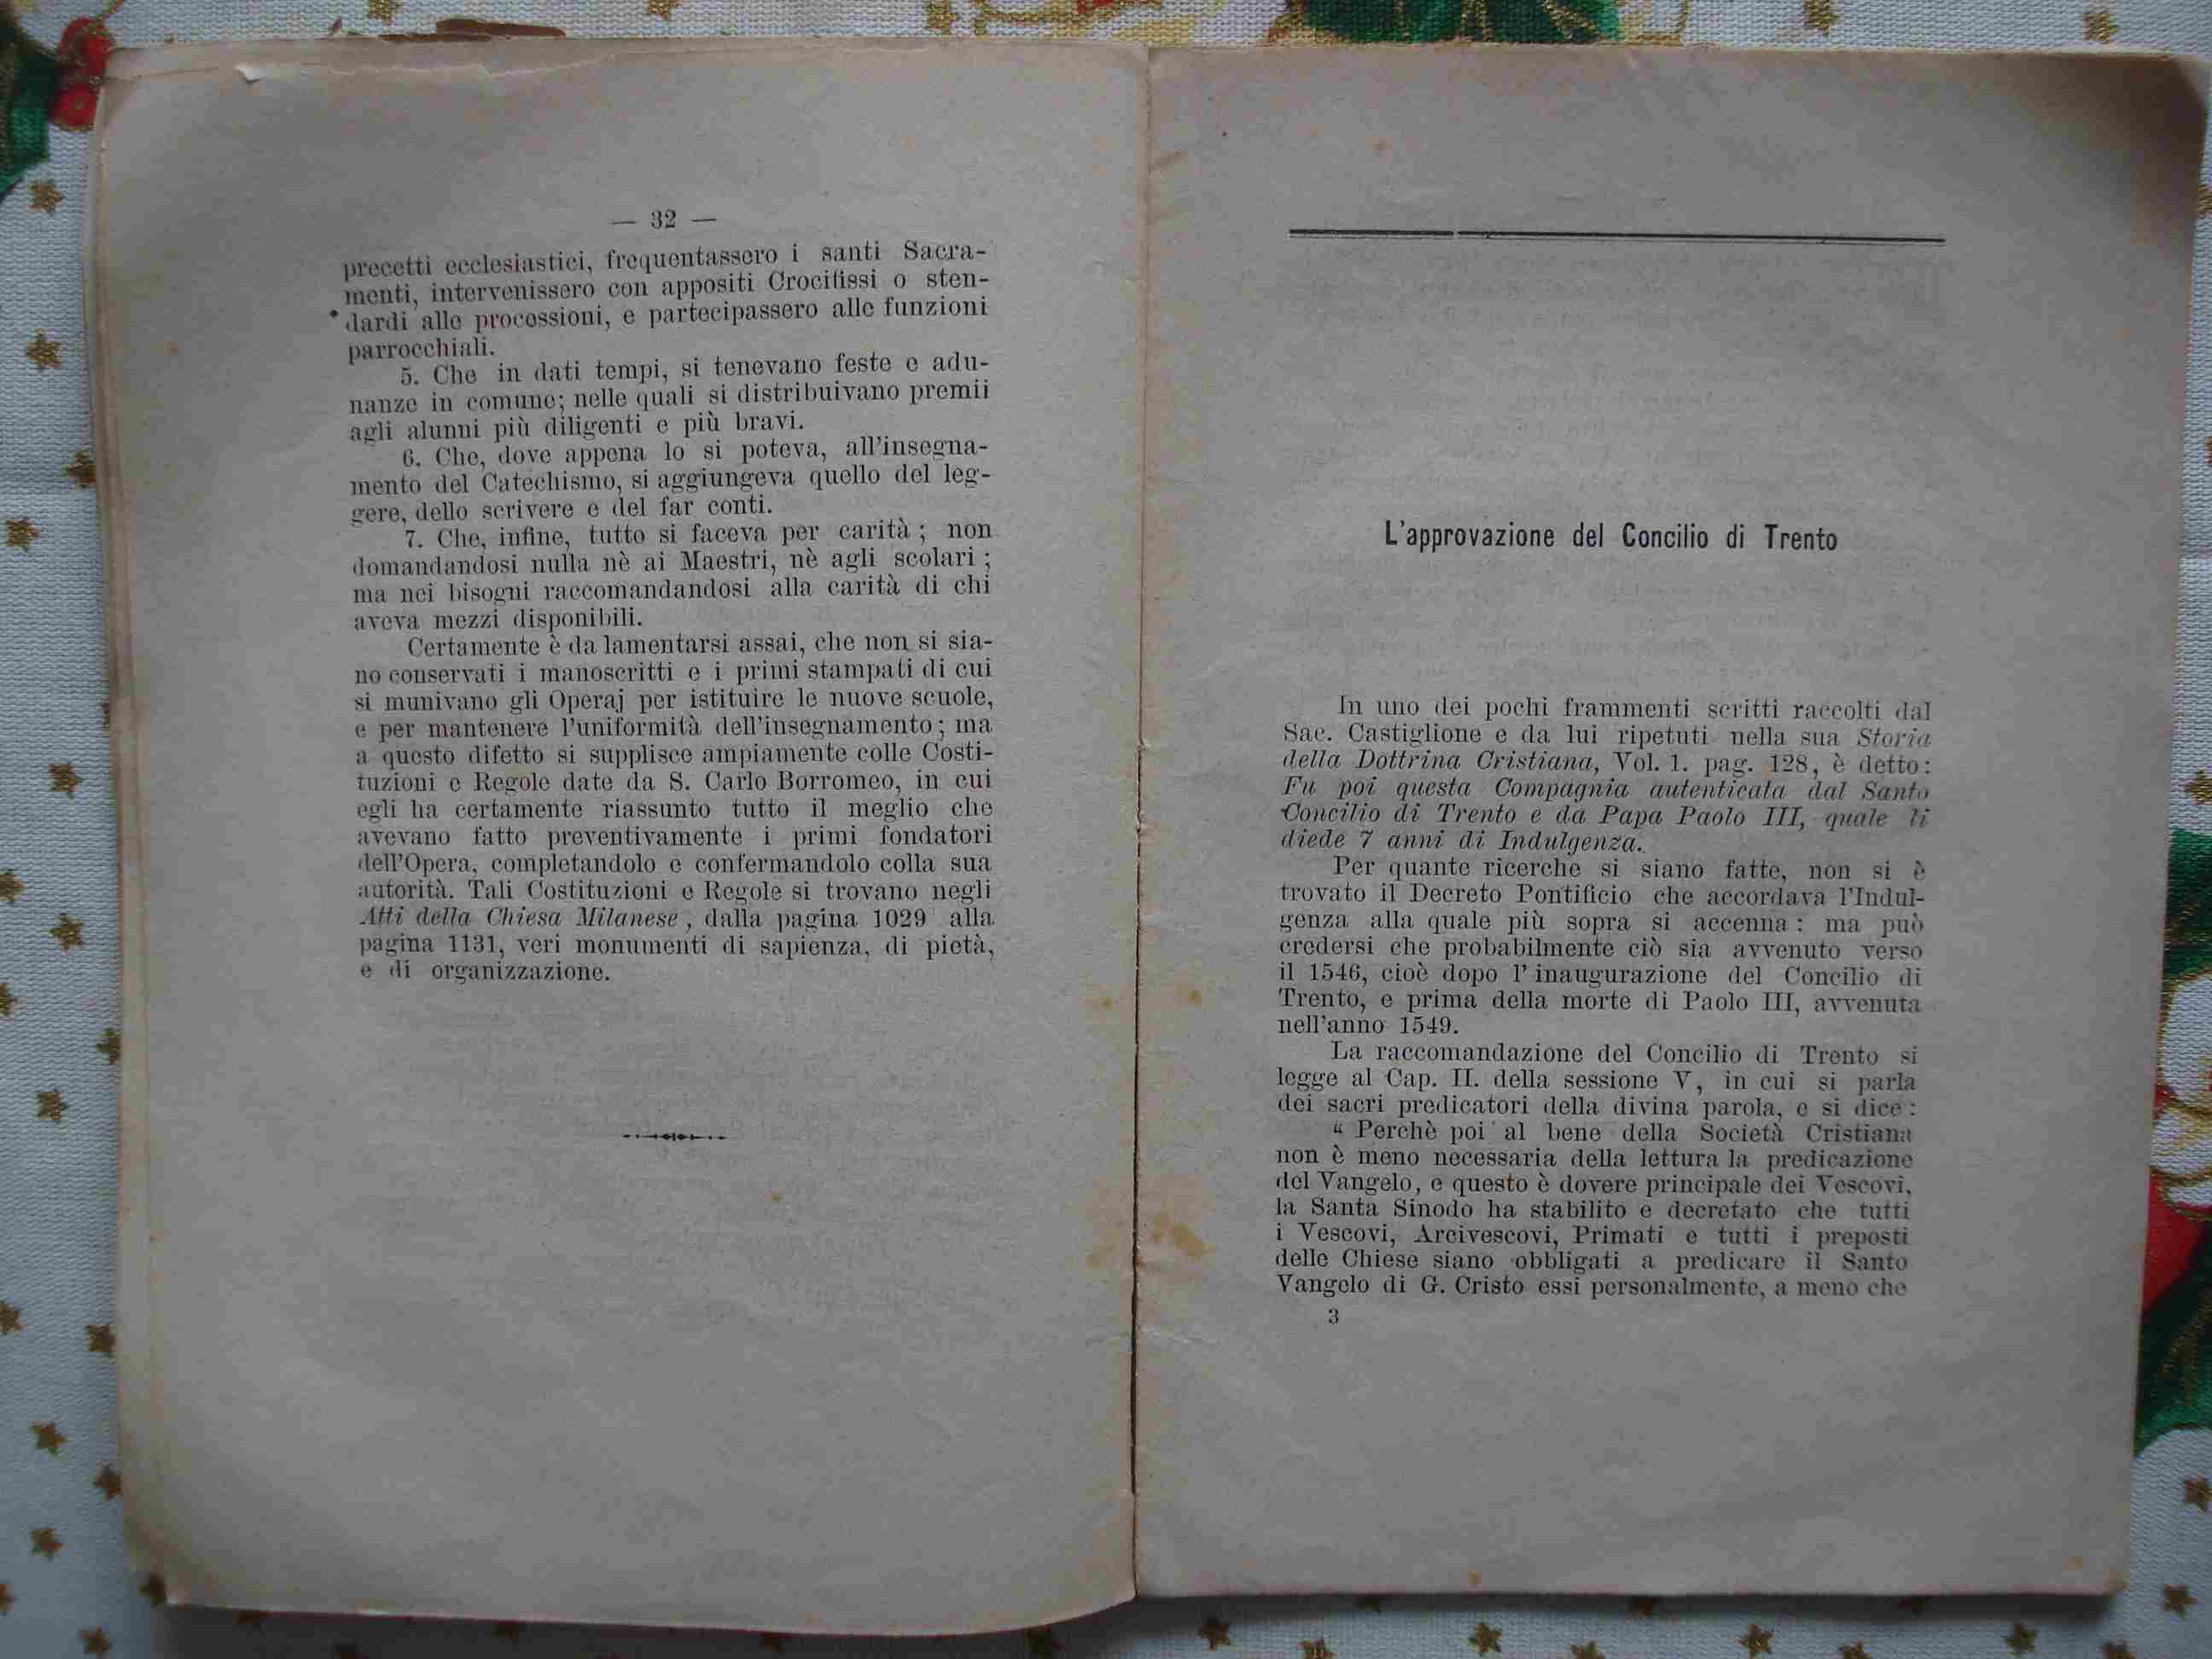 — 32 —
precetti ecclesiastici, frequentassero i santi Sacra-
menti, intervenissero con appositi Crocifissi o sten-
dardi alle processioni, e partecipassero alle funzioni
parrocchiali.
5. Che in dati tempi, si tenevano feste e adu-
nanze in comune; nelle quali si distribuivano premii
agli alunni più diligenti e più bravi.
6. Che, dove appena lo si poteva, all'insegna-
mento del Catechismo, si aggiungeva quello del leg-
gere, dello scrivere e del far conti.
7. Che, infine, tutto si faceva per carità; non
domandandosi nulla nè ai Maestri, nè agli scolari;
ma nei bisogni raccomandandosi alla carità di chi
aveva mezzi disponibili.
Certamente è da lamentarsi assai, che non si sia-
no conservati i manoscritti e i primi stampati di cui
si munivano gli Operaj per istituire le nuove scuole,
e per mantenere l'uniformità dell'insegnamento; ma
a questo difetto si supplisce ampiamente colle Costi-
tuzioni e Regole date da S. Carlo Borromeo, in cui
egli ha certamente riassunto tutto il meglio che
avevano fatto preventivamente i primi fondatori
dell'Opera, completandolo e confermandolo colla sua
autorità. Tali Costituzioni e Regole si trovano negli
Atti della Chiesa Milanese, dalla pagina 1029 alla
pagina 1131, veri monumenti di sapienza, di pietà,
e di organizzazione.
L'approvazione del Concilio di Trento
In uno dei pochi frammenti scritti raccolti dal
Sac. Castiglione e da lui ripetuti nella sua Storia
della Dottrina Cristiana, Vol. 1. pag. 128, è detto:
Fu poi questa Compagnia autenticata dal Santo
Concilio di Trento e da Papa Paolo III, quale li
diede 7 anni di Indulgenza.
Per quante ricerche si siano fatte, non si è
trovato il Decreto Pontificio che accordava l'Indul-
genza alla quale più sopra si accenna: ma può
credersi che probabilmente ciò sia avvenuto verso
il 1546, cioè dopo l'inaugurazione del Concilio di
Trento, e prima della morte di Paolo III, avvenuta
nell'anno 1549.
La raccomandazione del Concilio di Trento si
legge al Cap. II. della sessione V, in cui si parla
dei sacri predicatori della divina parola, e si dice:
“ Perchè poi al bene della Società Cristiana
non è meno necessaria della lettura la predicazione
del Vangelo, e questo è dovere principale dei Vescovi,
la Santa Sinodo ha stabilito e decretato che tutti
i Vescovi, Arcivescovi, Primati e tutti i preposti
delle Chiese siano obbligati a predicare il Santo
Vangelo di G. Cristo essi personalmente, a meno che
3